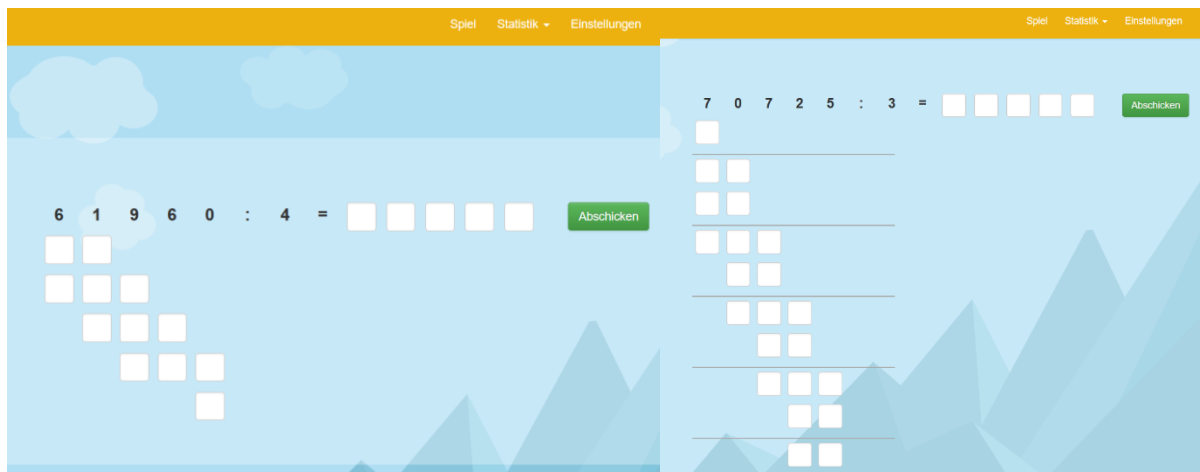 Spiel Statistik Einstellungen
6 1 9 6 0 : 4 =
Abschicken
Spiel Statistik Einstellungen
7 0 7 2 5 : 3 =
Abschicken